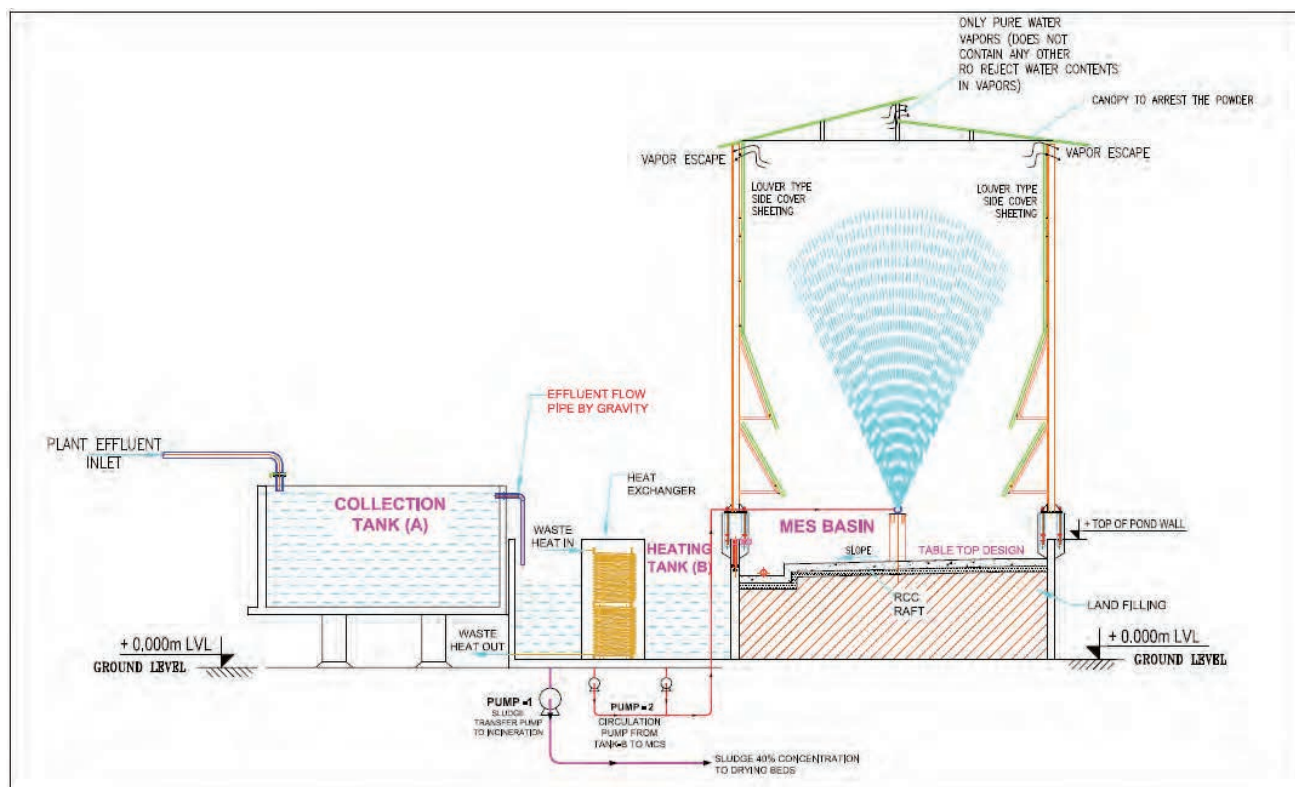 ONLY PURE WATER
VAPORS (DOES NOT
CONTAIN ANY OTHER
RO REJECT WATER CONTENTS
IN VAPORS)
CANOPY TO ARREST THE POWDER
VAPOR ESCAPE
VAPOR ESCAPE
LOUVER TYPE
SIDE COVER
SHEETING
LOUVER TYPE
SIDE COVER
SHEETING
EFFLUENT FLOW
PIPE BY GRAVITY
PLANT EFFLUENT
INLET
HEAT
EXCHANGER
COLLECTION
TANK (A)
WASTE
HEAT IN
HEATING
TANK (B)
MES BASIN
+ TOP OF POND WALL
SLOPE
TABLE TOP DESIGN
RCC
RAFT
LAND FILLING
WASTE
HEAT OUT
+ 0,000m LVL
GROUND LEVEL
+ 0.000m LVL
GROUND LEVEL
PUMP=1
SLUDGE
TRANSFER PUMP
TO INCINERATION
PUMP=2
CIRCULATION
PUMP FROM
TANK-B TO MCS
SLUDGE 40% CONCENTRATION
TO DRYING BEDS